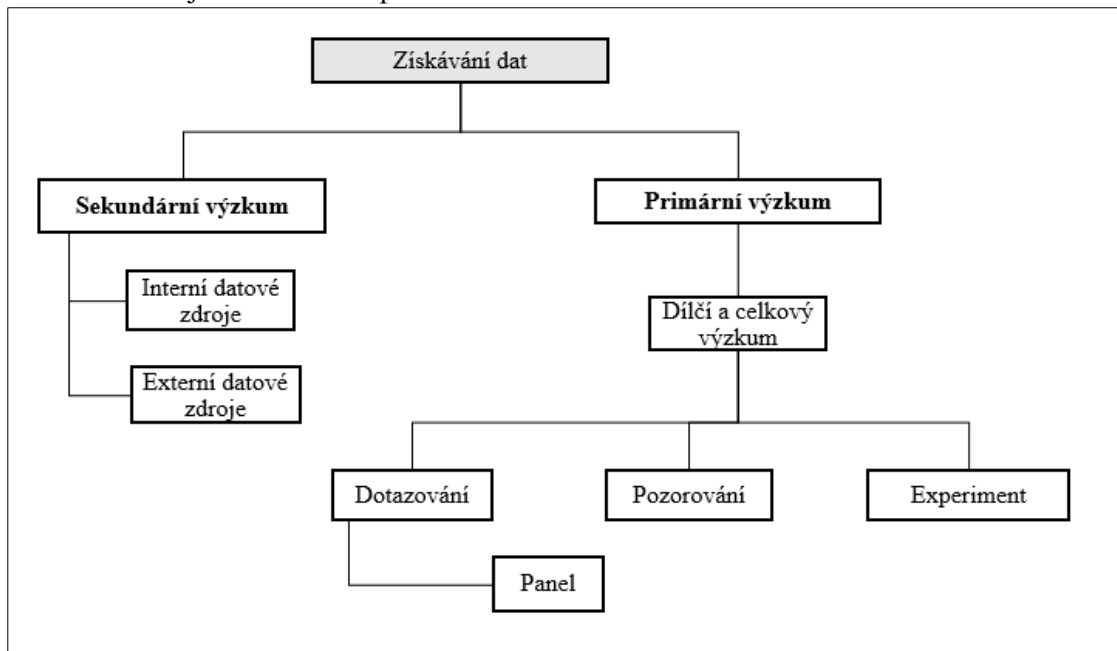 Získávání dat
Sekundární výzkum
Primární výzkum
Interní datové
zdroje
Dílčí a celkový
výzkum
Externí datové
zdroje
Dotazování
Pozorování
Experiment
Panel